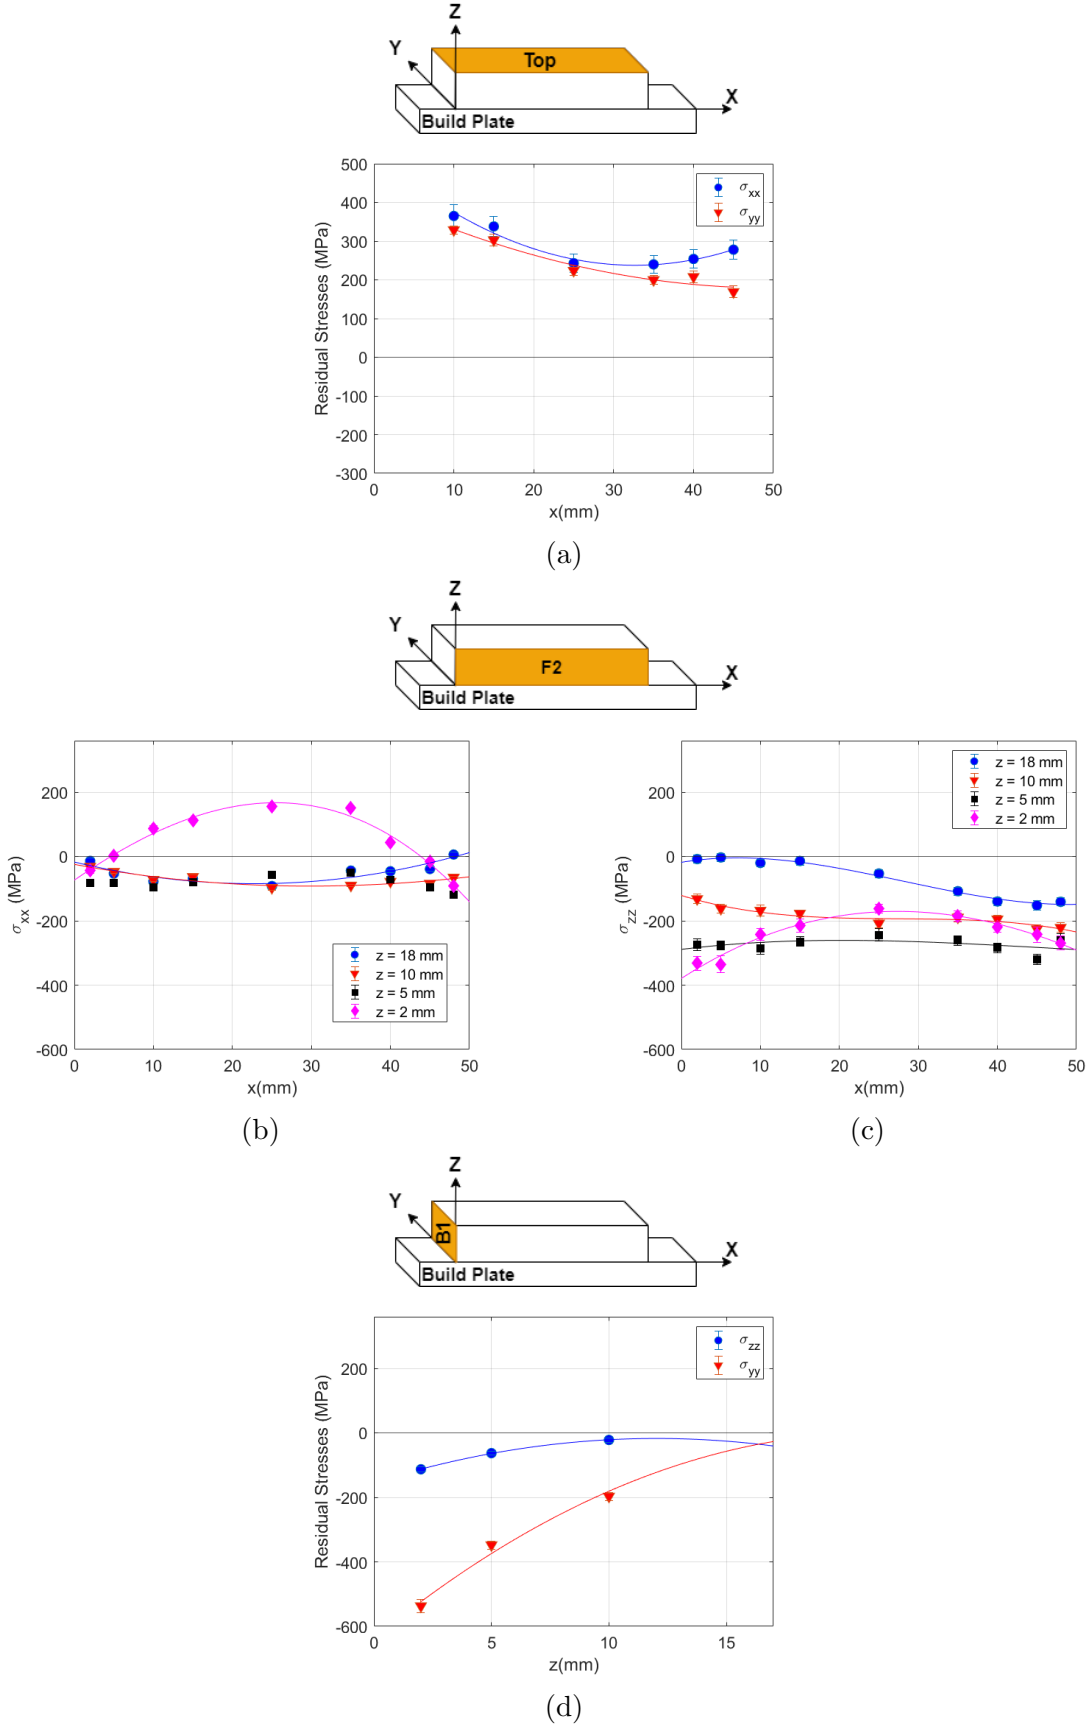 Z
Y
Top
X
Build Plate
500
400
300
200
100
0
-100
-200
-300
Residual Stresses (MPa)
σxx
σyy
0 10 20 30 40 50
x(mm)
(a)
Z
Y
F2
X
Build Plate
200
0
-200
-400
-600
σxx (MPa)
z = 18 mm
z = 10 mm
z = 5 mm
z = 2 mm
0 10 20 30 40 50
x(mm)
(b)
200
0
-200
-400
-600
σzz (MPa)
z = 18 mm
z = 10 mm
z = 5 mm
z = 2 mm
0 10 20 30 40 50
x(mm)
(c)
Z
Y
B1
X
Build Plate
200
0
-200
-400
-600
Residual Stresses (MPa)
σzz
σyy
0 5 10 15
z(mm)
(d)